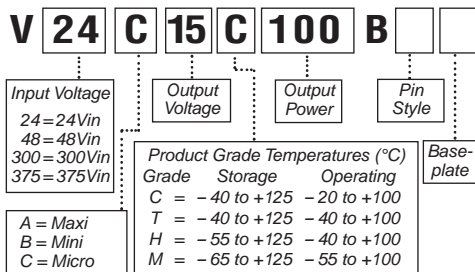 V 24 C 15 C 100 B
Input Voltage
24 = 24Vin
48 = 48Vin
300 = 300Vin
375 = 375Vin
Output
Voltage
Output
Power
Pin
Style
Base-
plate
A = Maxi
B = Mini
C = Micro
Product Grade Temperatures (°C)
Grade Storage Operating
C = – 40 to +125 – 20 to +100
T = – 40 to +125 – 40 to +100
H = – 55 to +125 – 40 to +100
M = – 65 to +125 – 55 to +100